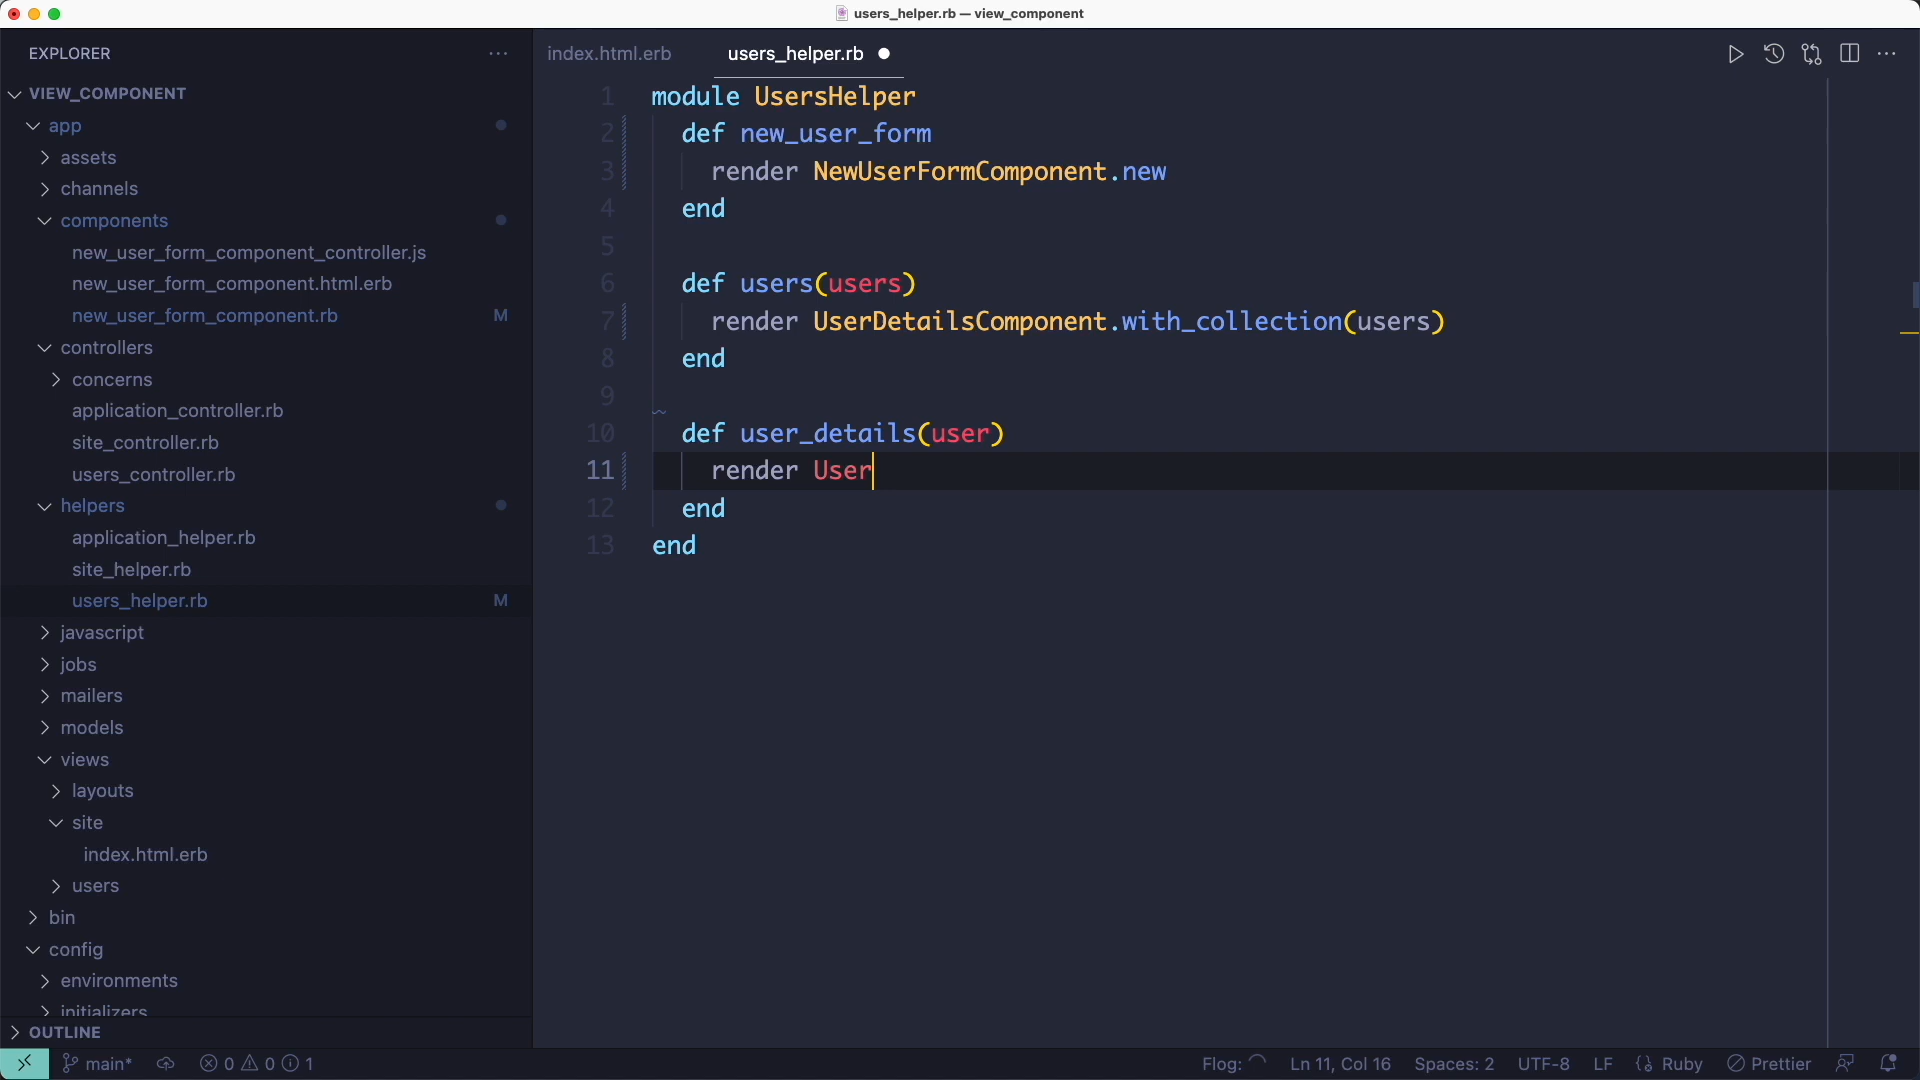 users_helper.rb — view_component
EXPLORER
VIEW_COMPONENT
app
assets
channels
components
new_user_form_component_controller.js
new_user_form_component.html.erb
new_user_form_component.rb M
controllers
concerns
application_controller.rb
site_controller.rb
users_controller.rb
helpers
application_helper.rb
site_helper.rb
users_helper.rb M
javascript
jobs
mailers
models
views
layouts
site
index.html.erb
users
bin
config
environments
initializers
OUTLINE
index.html.erb users_helper.rb
1 module UsersHelper
2 def new_user_form
3 render NewUserFormComponent.new
4 end
5
6 def users(users)
7 render UserDetailsComponent.with_collection(users)
8 end
9
10 def user_details(user)
11 render User
12 end
13 end
main* 0 0 1 Flog: Ln 11, Col 16 Spaces: 2 UTF-8 LF Ruby Prettier